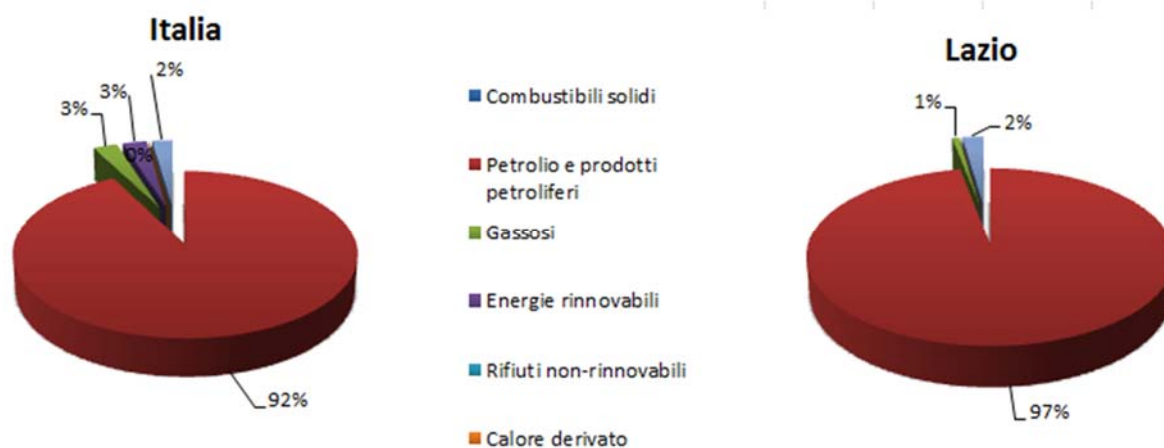 Italia
3%
3%
2%
0%
92%
Combustibili solidi
Petrolio e prodotti
petroliferi
Gassosi
Energie rinnovabili
Rifiuti non-rinnovabili
Calore derivato
Lazio
1%
2%
97%